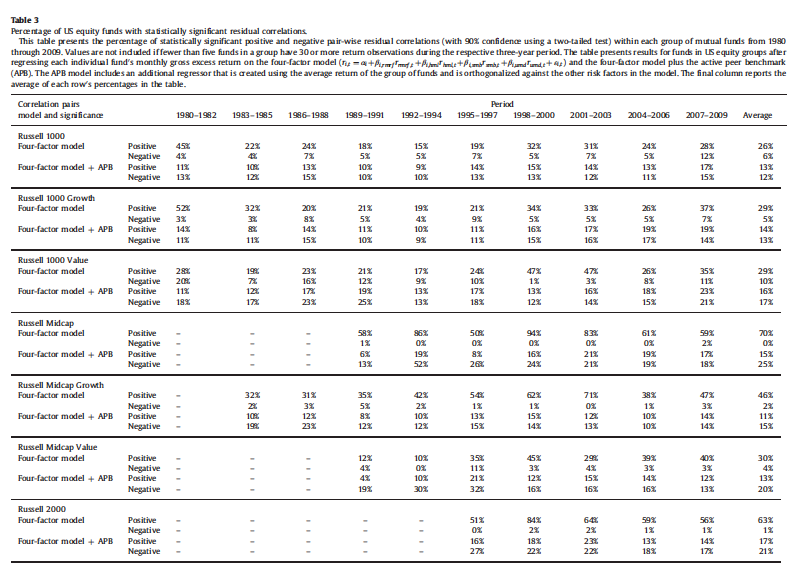 Table 3
Percentage of US equity funds with statistically significant residual correlations.
This table presents the percentage of statistically significant positive and negative pair-wise residual correlations (with 90% confidence using a two-tailed test) within each group of mutual funds from 1980
through 2009. Values are not included if fewer than five funds in a group have 30 or more return observations during the respective three-year period. The table presents results for funds in US equity groups after
regressing each individual fund's monthly gross excess return on the four-factor model (r_i,t = α_i+β_i,rmrf r_rmrf,t+β_i,hml r_hml,t+β_i,smb r_smb,t+β_i,umd r_umd,t+ε_i,t) and the four-factor model plus the active peer benchmark
(APB). The APB model includes an additional regressor that is created using the average return of the group of funds and is orthogonalized against the other risk factors in the model. The final column reports the
average of each row's percentages in the table.
Correlation pairs Period
model and significance 1980–1982 1983–1985 1986–1988 1989–1991 1992–1994 1995–1997 1998–2000 2001–2003 2004–2006 2007–2009 Average
Russell 1000
Four-factor model Positive 45% 22% 24% 18% 15% 19% 32% 31% 24% 28% 26%
Negative 4% 4% 7% 5% 5% 7% 5% 7% 5% 12% 6%
Four-factor model + APB Positive 11% 10% 13% 10% 9% 14% 15% 14% 13% 17% 13%
Negative 13% 12% 15% 10% 10% 13% 13% 12% 11% 15% 12%
Russell 1000 Growth
Four-factor model Positive 52% 32% 20% 21% 19% 21% 34% 33% 26% 37% 29%
Negative 3% 3% 8% 5% 4% 9% 5% 5% 7% 7% 5%
Four-factor model + APB Positive 14% 8% 14% 11% 10% 11% 16% 17% 19% 19% 14%
Negative 11% 11% 15% 10% 9% 11% 15% 16% 17% 14% 13%
Russell 1000 Value
Four-factor model Positive 28% 19% 23% 21% 17% 24% 47% 47% 26% 35% 29%
Negative 20% 7% 16% 12% 9% 10% 1% 3% 8% 11% 10%
Four-factor model + APB Positive 11% 12% 17% 19% 13% 17% 13% 16% 18% 23% 16%
Negative 18% 17% 23% 25% 13% 18% 12% 14% 15% 21% 17%
Russell Midcap
Four-factor model Positive – – – 58% 86% 50% 94% 83% 61% 59% 70%
Negative – – – 1% 0% 0% 0% 0% 0% 2% 0%
Four-factor model + APB Positive – – – 6% 19% 8% 16% 21% 19% 17% 15%
Negative – – – 13% 52% 26% 24% 21% 19% 18% 25%
Russell Midcap Growth
Four-factor model Positive – 32% 31% 35% 42% 54% 62% 71% 38% 47% 46%
Negative – 2% 3% 5% 2% 1% 1% 0% 1% 3% 2%
Four-factor model + APB Positive – 10% 12% 8% 10% 13% 15% 12% 10% 14% 11%
Negative – 19% 23% 12% 12% 15% 14% 13% 10% 14% 15%
Russell Midcap Value
Four-factor model Positive – – – 12% 10% 35% 45% 29% 39% 40% 30%
Negative – – – 4% 0% 11% 3% 4% 3% 3% 4%
Four-factor model + APB Positive – – – 4% 10% 21% 12% 15% 14% 12% 13%
Negative – – – 19% 30% 32% 16% 16% 16% 13% 20%
Russell 2000
Four-factor model Positive – – – – – 51% 84% 64% 59% 56% 63%
Negative – – – – – 0% 2% 2% 1% 1% 1%
Four-factor model + APB Positive – – – – – 16% 18% 23% 13% 14% 17%
Negative – – – – – 27% 22% 22% 18% 17% 21%